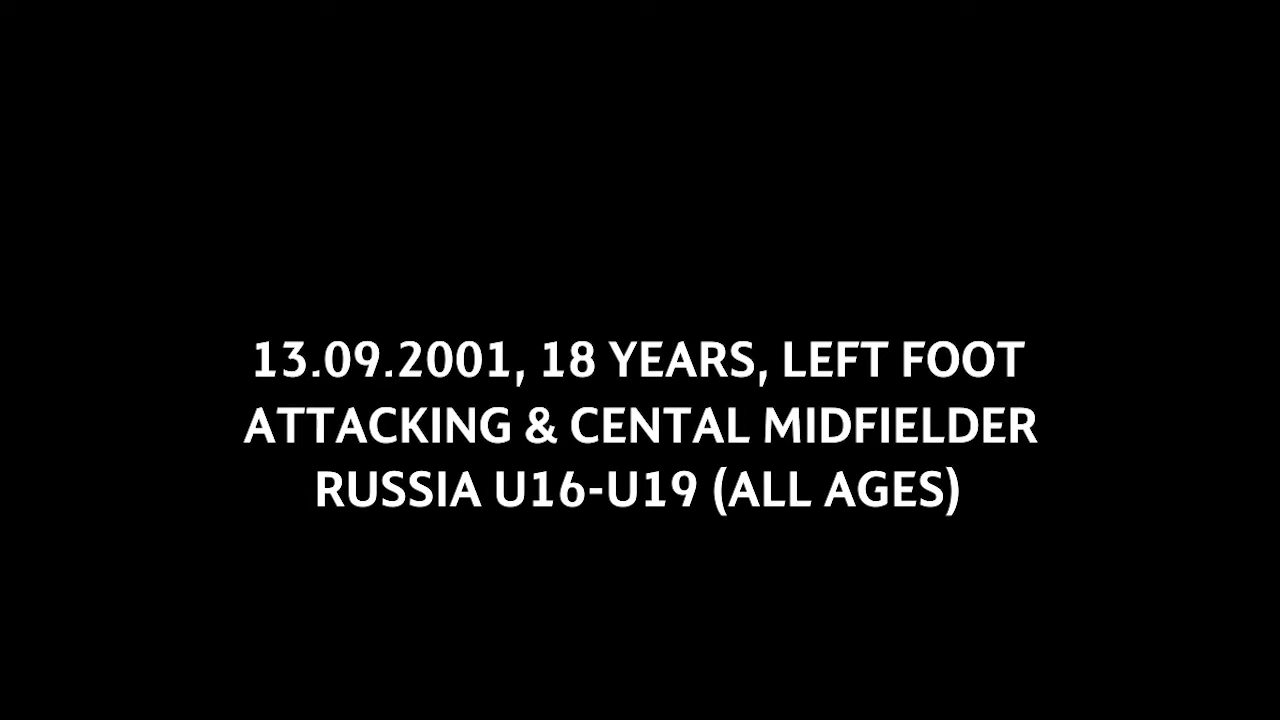 13.09.2001, 18 YEARS, LEFT FOOT
ATTACKING & CENTAL MIDFIELDER
RUSSIA U16-U19 (ALL AGES)